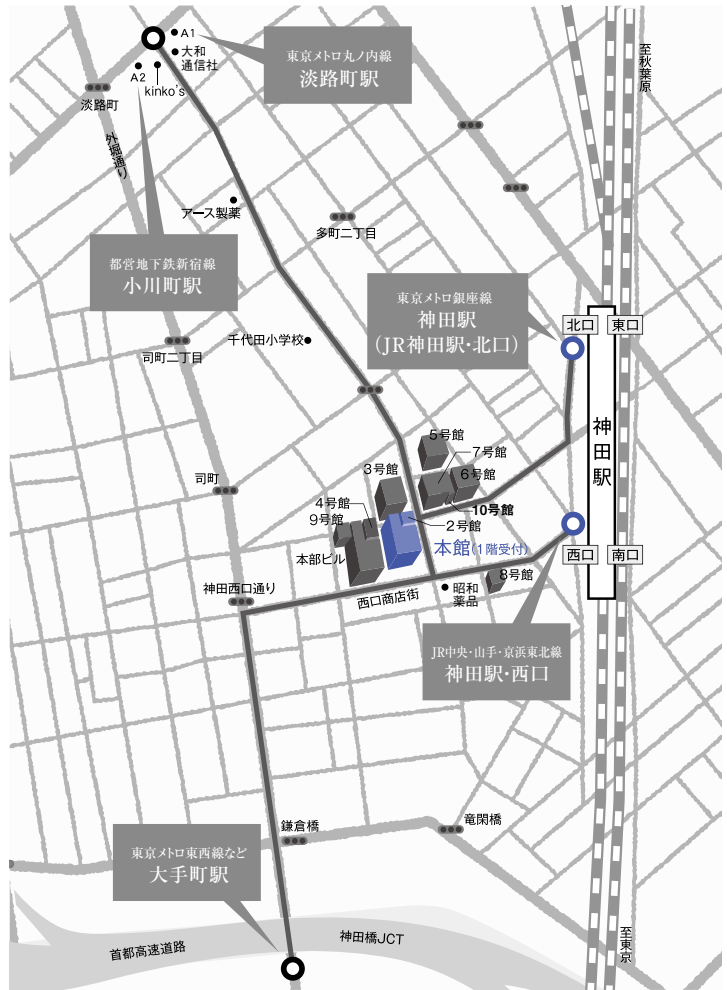 A1
大和
通信社
A2
kinko's
東京メトロ丸ノ内線
淡路町駅
至秋葉原
淡路町
外堀通り
アース製薬
多町二丁目
都営地下鉄新宿線
小川町駅
東京メトロ銀座線
神田駅
(JR神田駅・北口)
北口
東口
千代田小学校
司町二丁目
神田駅
5号館
7号館
3号館
6号館
司町
4号館
10号館
9号館
2号館
本部ビル
本館(1階受付)
西口
南口
8号館
神田西口通り
西口商店街
昭和
薬品
JR中央・山手・京浜東北線
神田駅・西口
鎌倉橋
竜閑橋
東京メトロ東西線など
大手町駅
至東京
首都高速道路
神田橋JCT